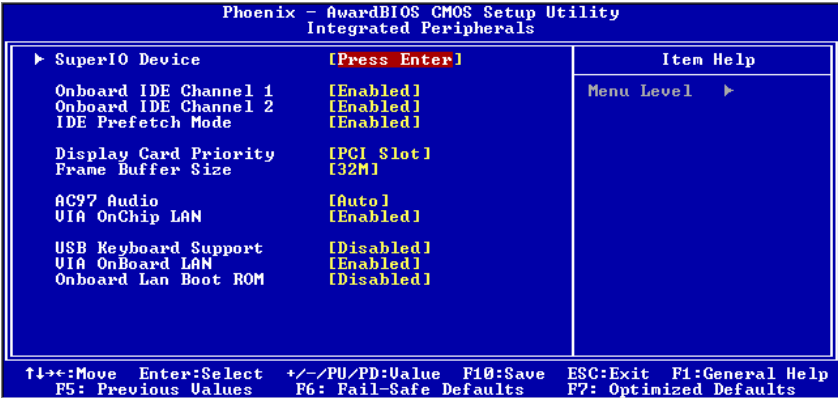 Phoenix - AwardBIOS CMOS Setup Utility
Integrated Peripherals
SuperIO Device [Press Enter]
Item Help
Onboard IDE Channel 1 [Enabled]
Menu Level
Onboard IDE Channel 2 [Enabled]
IDE Prefetch Mode [Enabled]
Display Card Priority [PCI Slot]
Frame Buffer Size [32M]
AC97 Audio [Auto]
VIA OnChip LAN [Enabled]
USB Keyboard Support [Disabled]
VIA OnBoard LAN [Enabled]
Onboard Lan Boot ROM [Disabled]
↑↓→←:Move Enter:Select +/-/PU/PD:Value F10:Save ESC:Exit F1:General Help
F5: Previous Values F6: Fail-Safe Defaults F7: Optimized Defaults